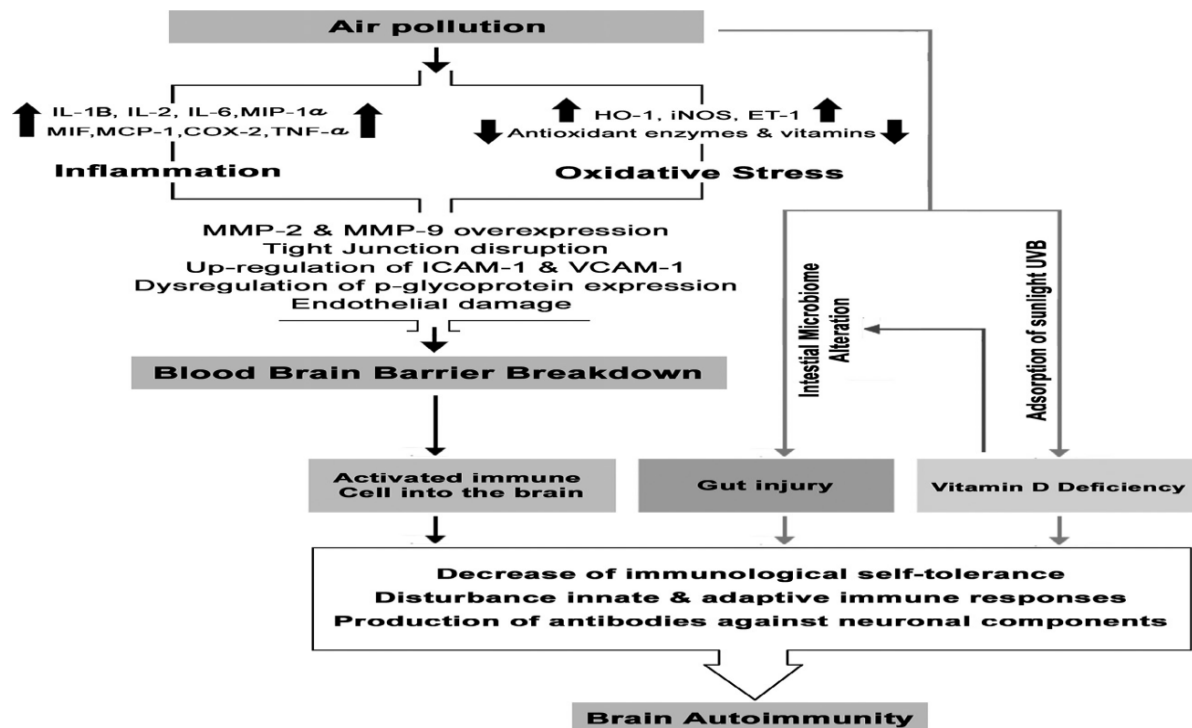 Air pollution
IL-1B, IL-2, IL-6,MIP-1α
MIF,MCP-1,COX-2,TNF-α
Inflammation
HO-1, iNOS, ET-1
Antioxidant enzymes & vitamins
Oxidative Stress
MMP-2 & MMP-9 overexpression
Tight Junction disruption
Up-regulation of ICAM-1 & VCAM-1
Dysregulation of p-glycoprotein expression
Endothelial damage
Blood Brain Barrier Breakdown
Intestial Microbiome
Alteration
Adsorption of sunlight UVB
Activated immune
Cell into the brain
Gut injury
Vitamin D Deficiency
Decrease of immunological self-tolerance
Disturbance innate & adaptive immune responses
Production of antibodies against neuronal components
Brain Autoimmunity